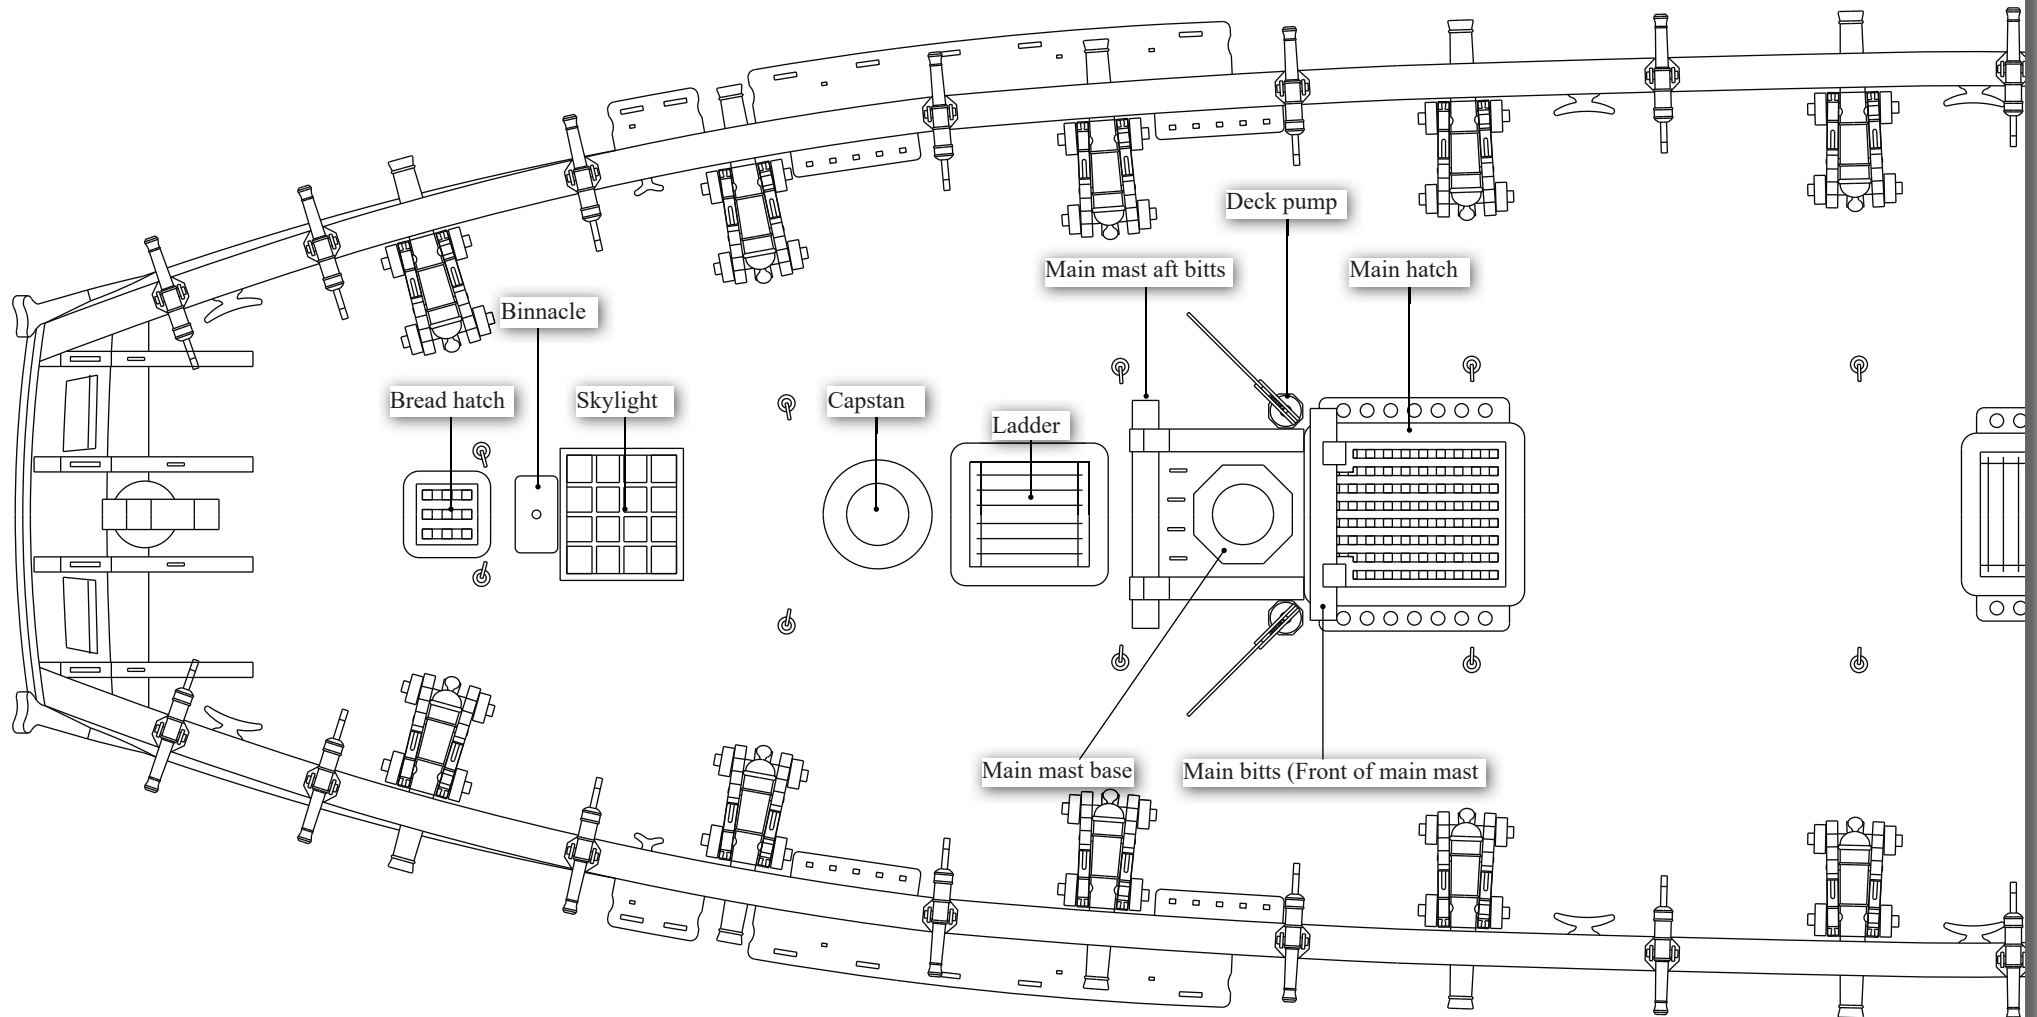 Deck pump
Main mast aft bitts
Main hatch
Binnacle
Bread hatch
Skylight
Capstan
Ladder
Main mast base
Main bitts (Front of main mast